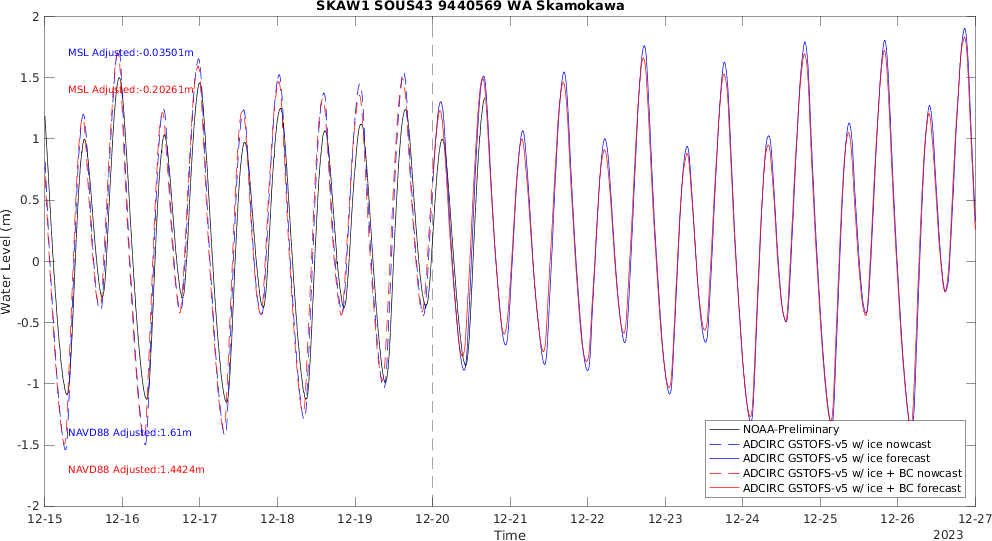 SKAW1 SOUS43 9440569 WA Skamokawa
2
1.5
1
0.5
0
-0.5
-1
-1.5
-2
Water Level (m)
MSL Adjusted:-0.03501m
MSL Adjusted:-0.20261m
NAVD88 Adjusted:1.61m
NAVD88 Adjusted:1.4424m
NOAA-Preliminary
ADCIRC GSTOFS-v5 w/ ice nowcast
ADCIRC GSTOFS-v5 w/ ice forecast
ADCIRC GSTOFS-v5 w/ ice + BC nowcast
ADCIRC GSTOFS-v5 w/ ice + BC forecast
12-15 12-16 12-17 12-18 12-19 12-20 12-21 12-22 12-23 12-24 12-25 12-26 12-27
Time
2023